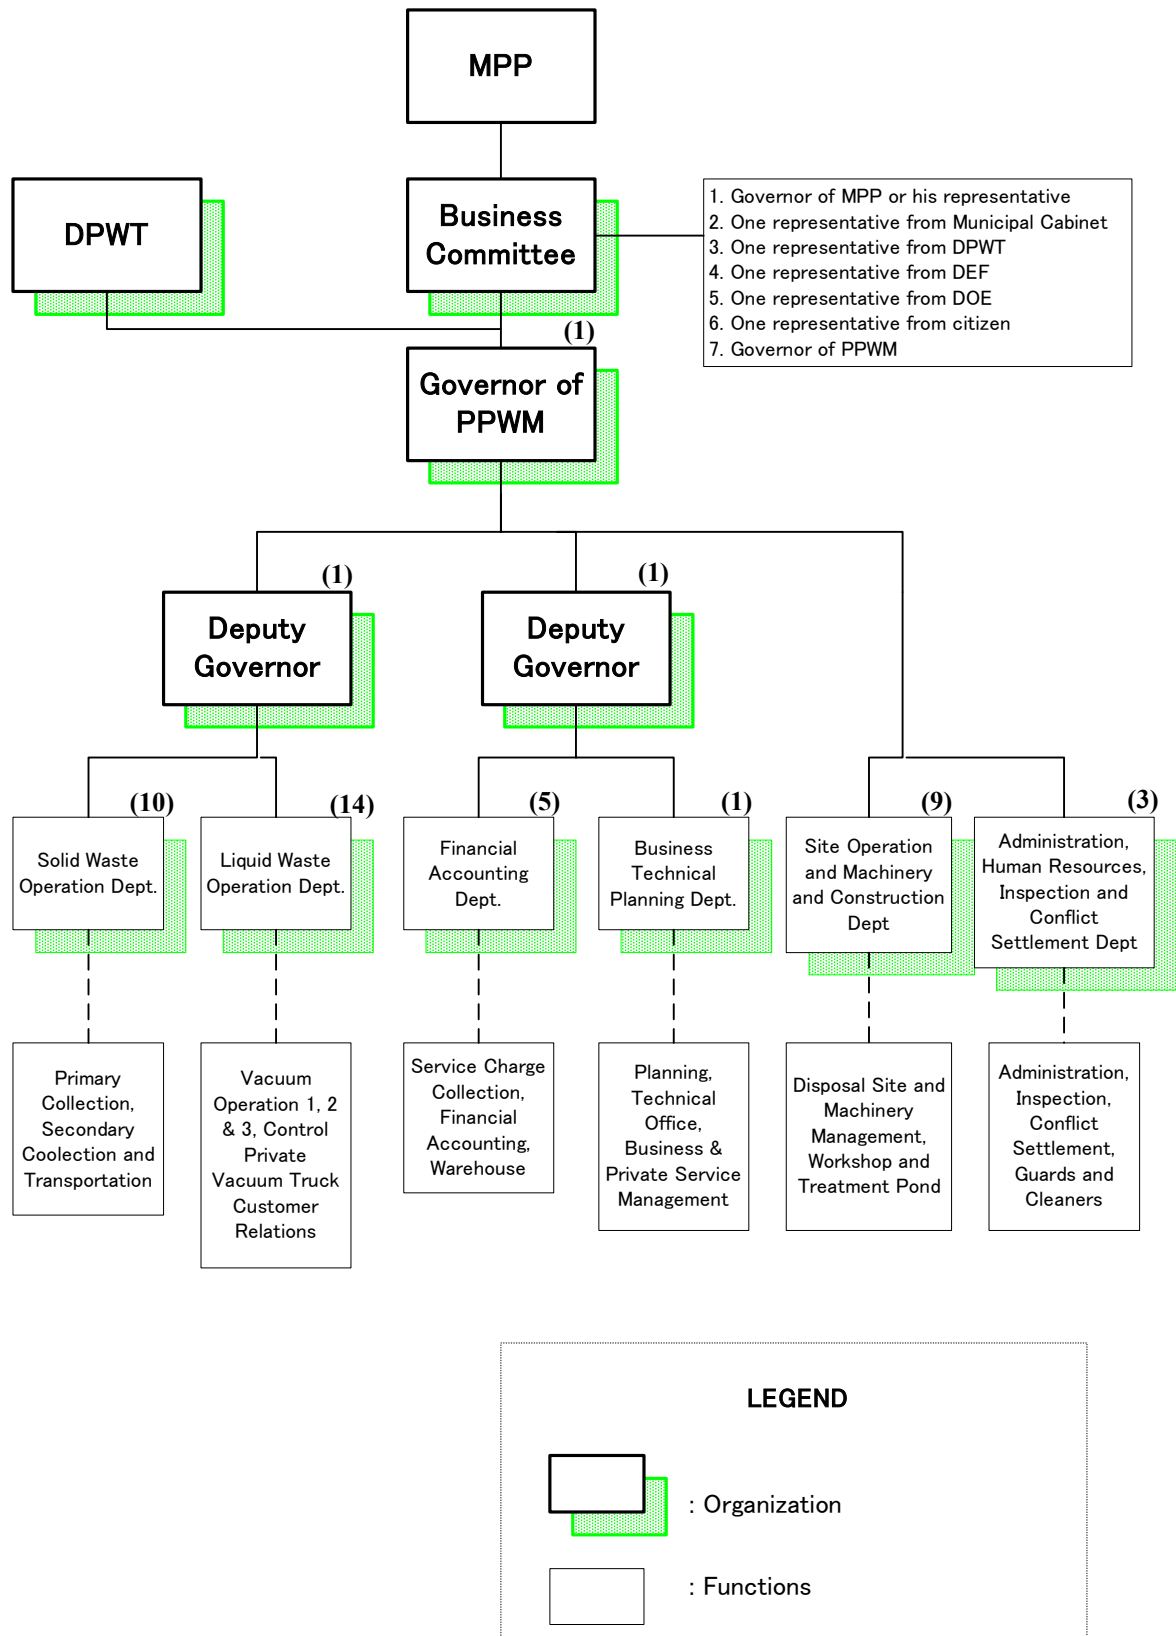 MPP
DPWT
Business
Committee
1. Governor of MPP or his representative
2. One representative from Municipal Cabinet
3. One representative from DPWT
4. One representative from DEF
5. One representative from DOE
6. One representative from citizen
7. Governor of PPWM
(1)
Governor of
PPWM
(1)
Deputy
Governor
(1)
Deputy
Governor
(10)
Solid Waste
Operation Dept.
(14)
Liquid Waste
Operation Dept.
(5)
Financial
Accounting
Dept.
(1)
Business
Technical
Planning Dept.
(9)
Site Operation
and Machinery
and Construction
Dept
(3)
Administration,
Human Resources,
Inspection and
Conflict
Settlement Dept
Primary
Collection,
Secondary
Coolection and
Transportation
Vacuum
Operation 1, 2
& 3, Control
Private
Vacuum Truck
Customer
Relations
Service Charge
Collection,
Financial
Accounting,
Warehouse
Planning,
Technical
Office,
Business &
Private Service
Management
Disposal Site and
Machinery
Management,
Workshop and
Treatment Pond
Administration,
Inspection,
Conflict
Settlement,
Guards and
Cleaners
LEGEND
: Organization
: Functions